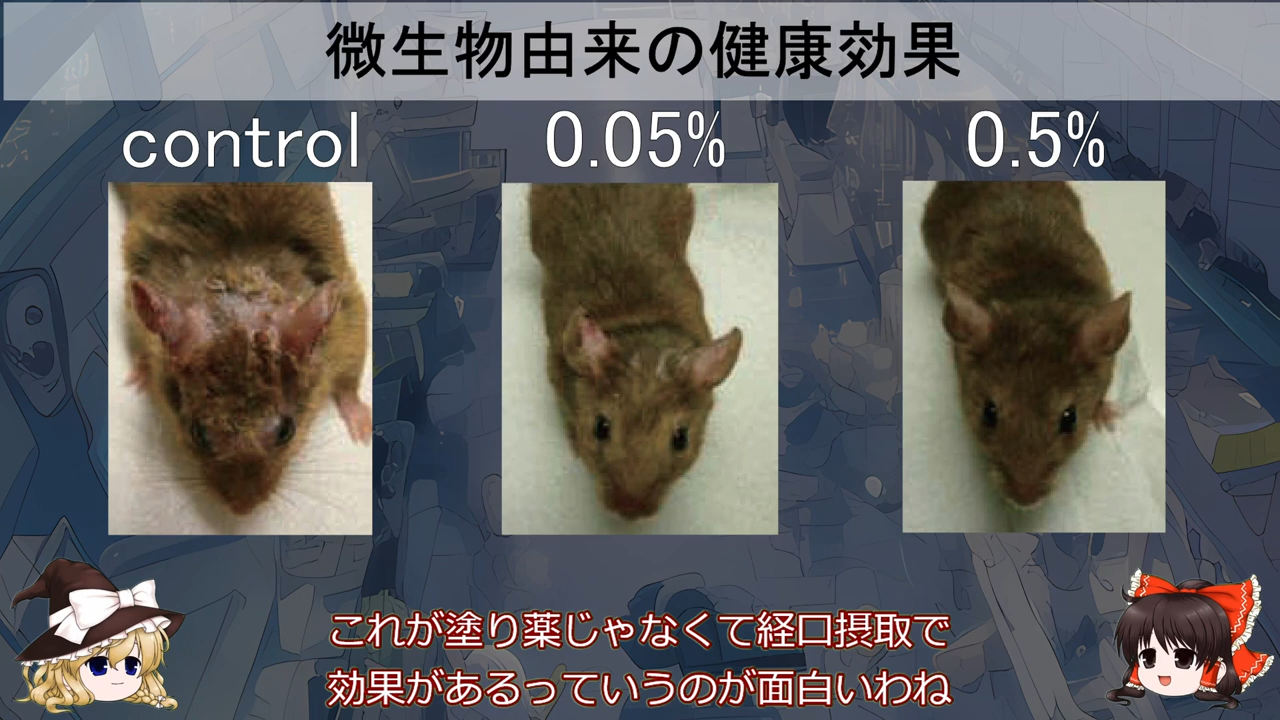 微生物由来の健康効果
control
0.05%
0.5%
これが塗り薬じゃなくて経口摂取で
効果があるっていうのが面白いわね